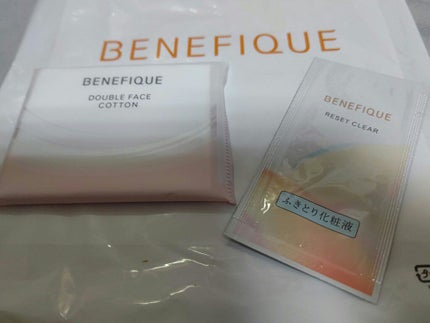 BENEFIQUE
BENEFIQUE
DOUBLE FACE
COTTON
BENEFIQUE
RESET CLEAR
ふきとり化粧液